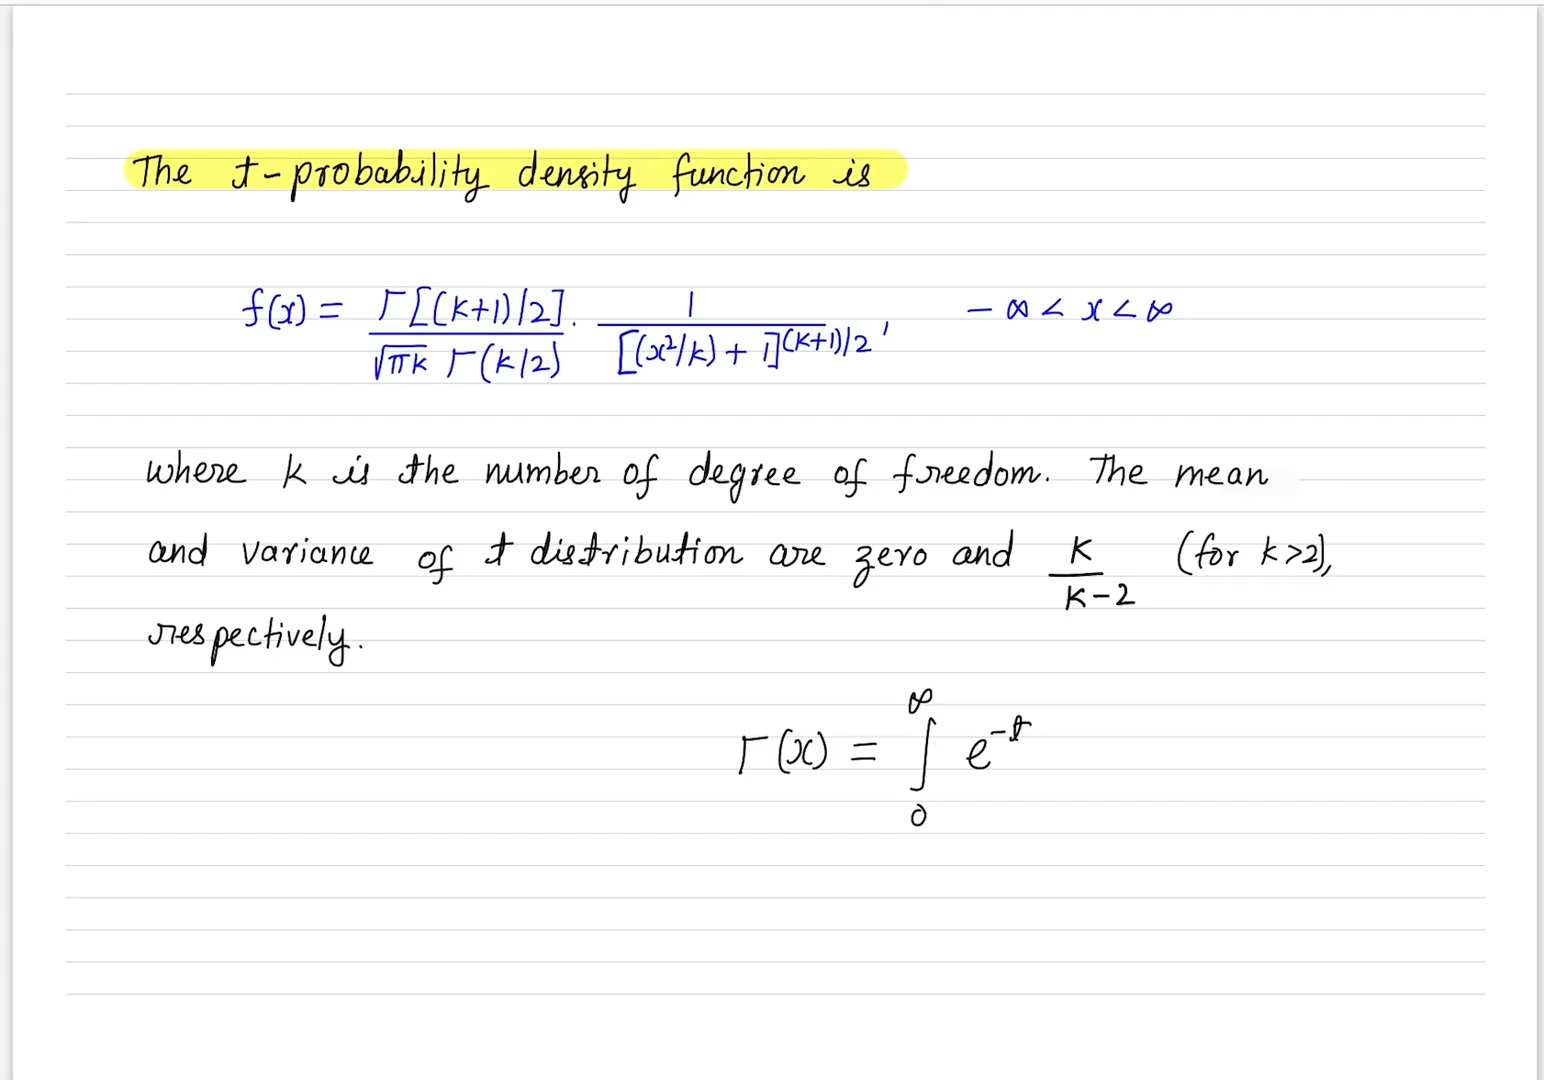 The t-probability density function is
f(x) = Γ[(k+1)/2] / √πk Γ(k/2) · 1 / [(x²/k) + 1]^(k+1)/2 , -∞ < x < ∞
where k is the number of degree of freedom. The mean
and variance of t distribution are zero and k / k-2 (for k>2),
respectively.
Γ(x) = ∫₀^∞ e^-t